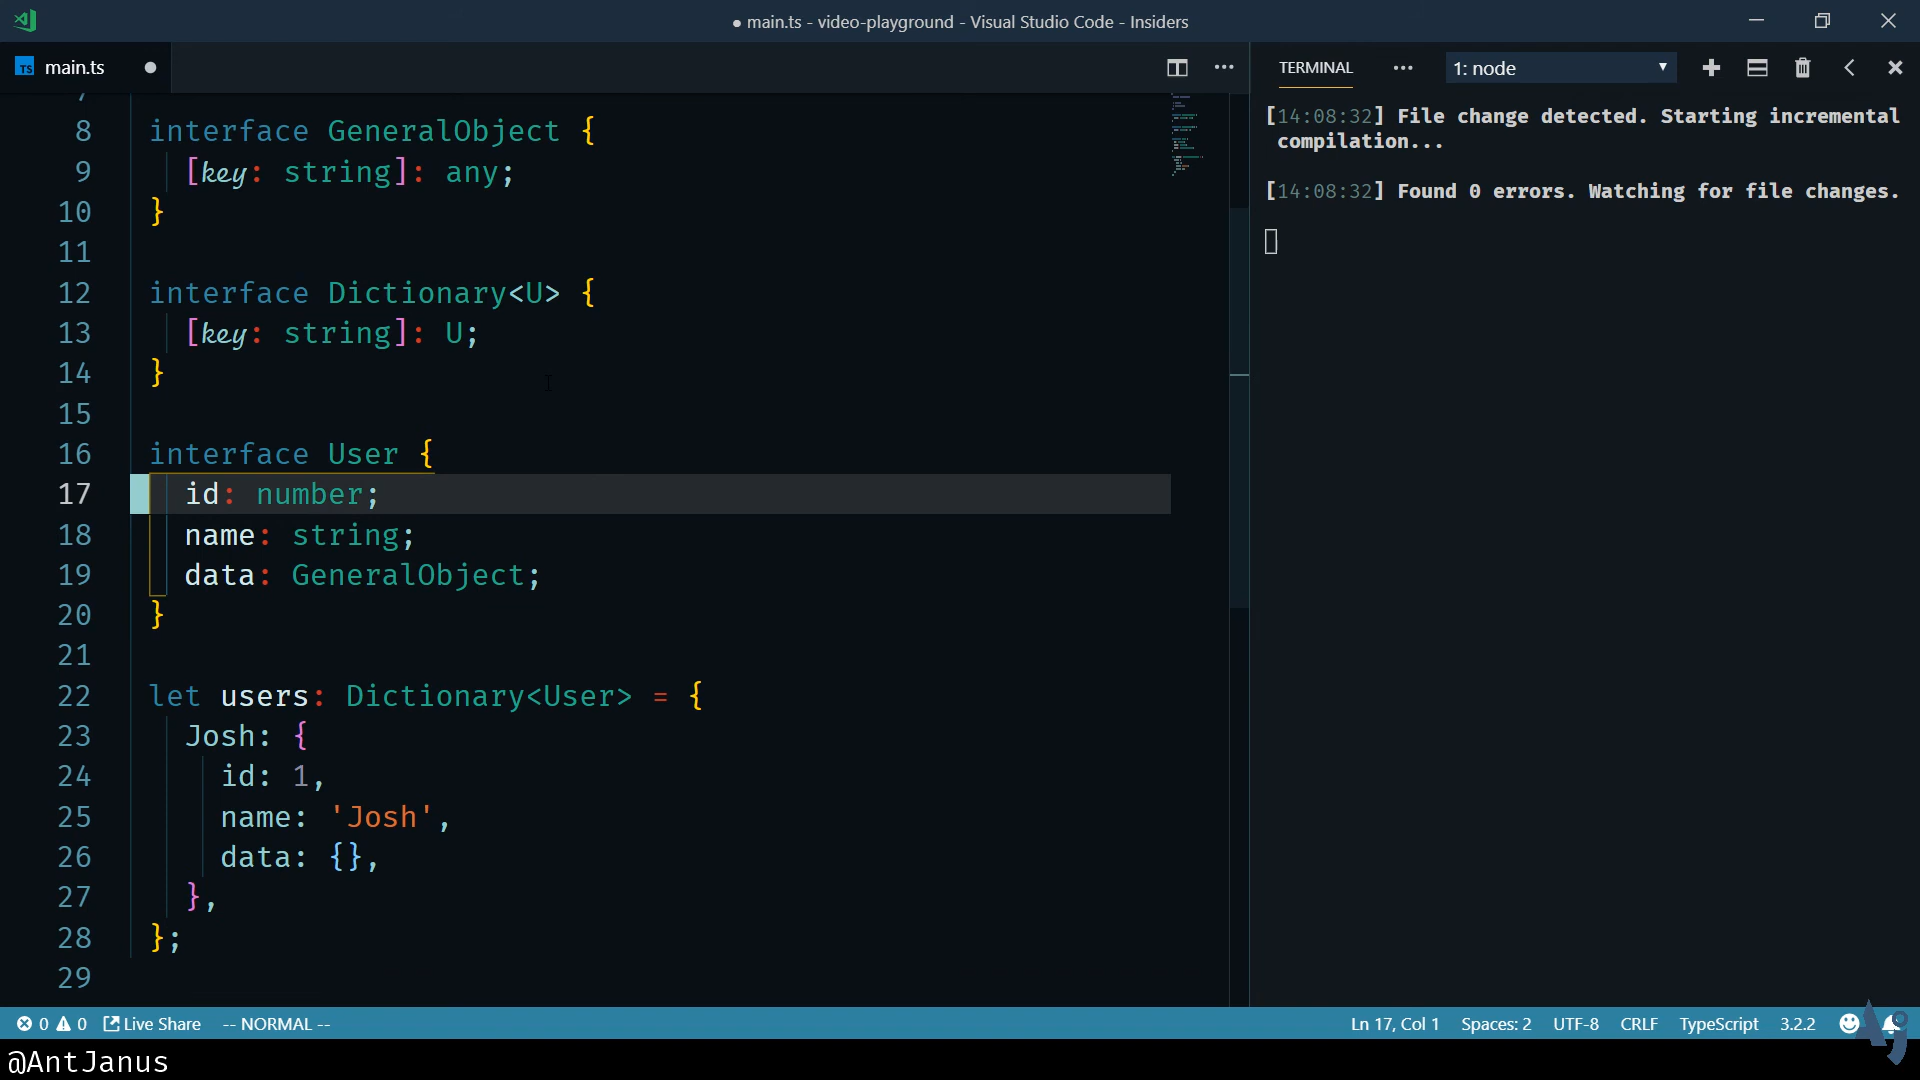 main.ts - video-playground - Visual Studio Code - Insiders
TS main.ts
TERMINAL
1: node
8 interface GeneralObject {
9 [key: string]: any;
10 }
11
12 interface Dictionary<U> {
13 [key: string]: U;
14 }
15
16 interface User {
17 id: number;
18 name: string;
19 data: GeneralObject;
20 }
21
22 let users: Dictionary<User> = {
23 Josh: {
24 id: 1,
25 name: 'Josh',
26 data: {},
27 },
28 };
29
[14:08:32] File change detected. Starting incremental
compilation...
[14:08:32] Found 0 errors. Watching for file changes.
0 0 Live Share -- NORMAL -- Ln 17, Col 1 Spaces: 2 UTF-8 CRLF TypeScript 3.2.2
@AntJanus